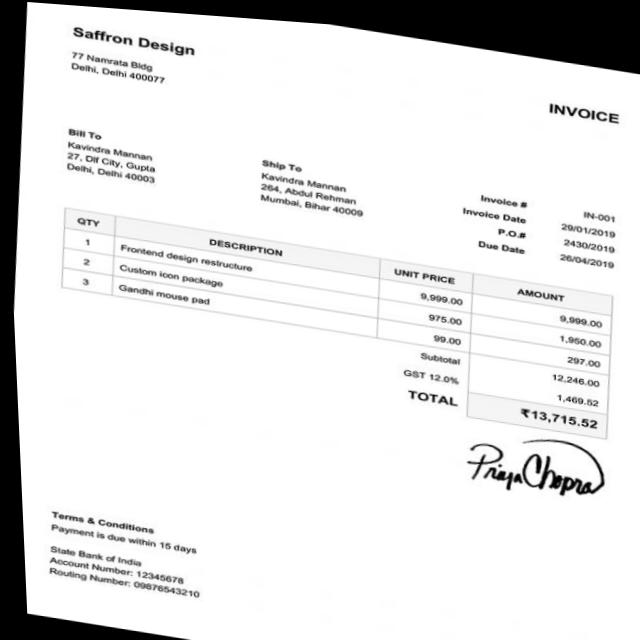 Saffron Design
77 Namrata Bldg
Delhi, Delhi 400077
INVOICE
Bill To
Kavindra Mannan
27, Dlf City, Gupta
Delhi, Delhi 40003
Ship To
Kavindra Mannan
264, Abdul Rehman
Mumbai, Bihar 40009
Invoice # IN-001
Invoice Date 29/01/2019
P.O.# 2430/2019
Due Date 26/04/2019
QTY DESCRIPTION UNIT PRICE AMOUNT
1 Frontend design restructure 9,999.00 9,999.00
2 Custom icon package 975.00 1,950.00
3 Gandhi mouse pad 99.00 297.00
Subtotal 12,246.00
GST 12.0% 1,469.52
TOTAL ₹13,715.52
Priya Chopra
Terms & Conditions
Payment is due within 15 days
State Bank of India
Account Number: 12345678
Routing Number: 09876543210